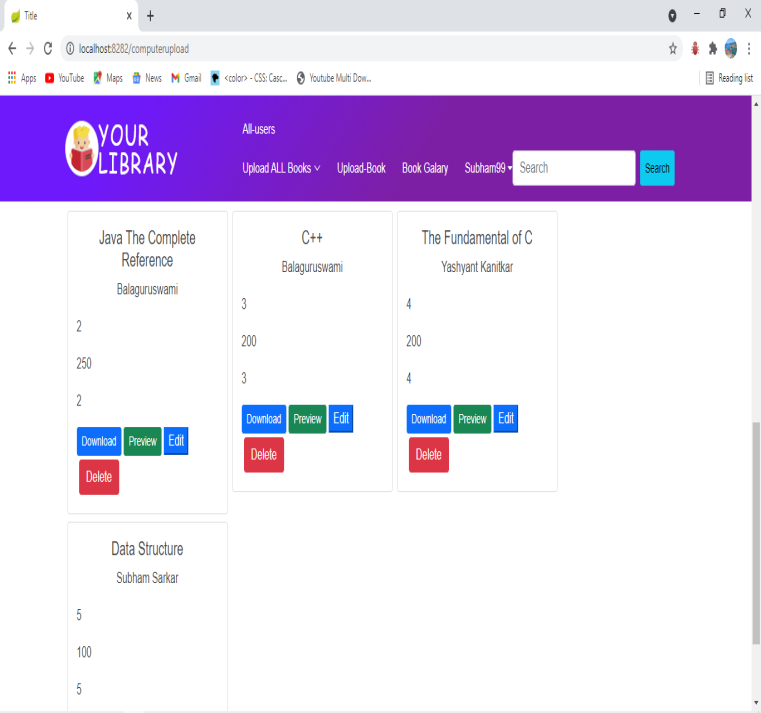 Title
localhost:8282/computerupload
Apps YouTube Maps News Gmail <color> - CSS: Casc... Youtube Multi Dow... Reading list
YOUR
LIBRARY
All-users
Upload ALL Books Upload-Book Book Galary Subham99 Search Search
Java The Complete
Reference
Balaguruswami
2
250
2
Download Preview Edit
Delete
C++
Balaguruswami
3
200
3
Download Preview Edit
Delete
The Fundamental of C
Yashyant Kanitkar
4
200
4
Download Preview Edit
Delete
Data Structure
Subham Sarkar
5
100
5